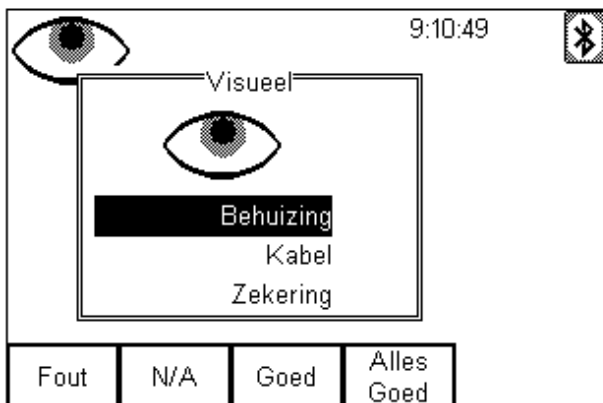 9:10:49
Visueel
Behuizing
Kabel
Zekering
Fout
N/A
Goed
Alles
Goed